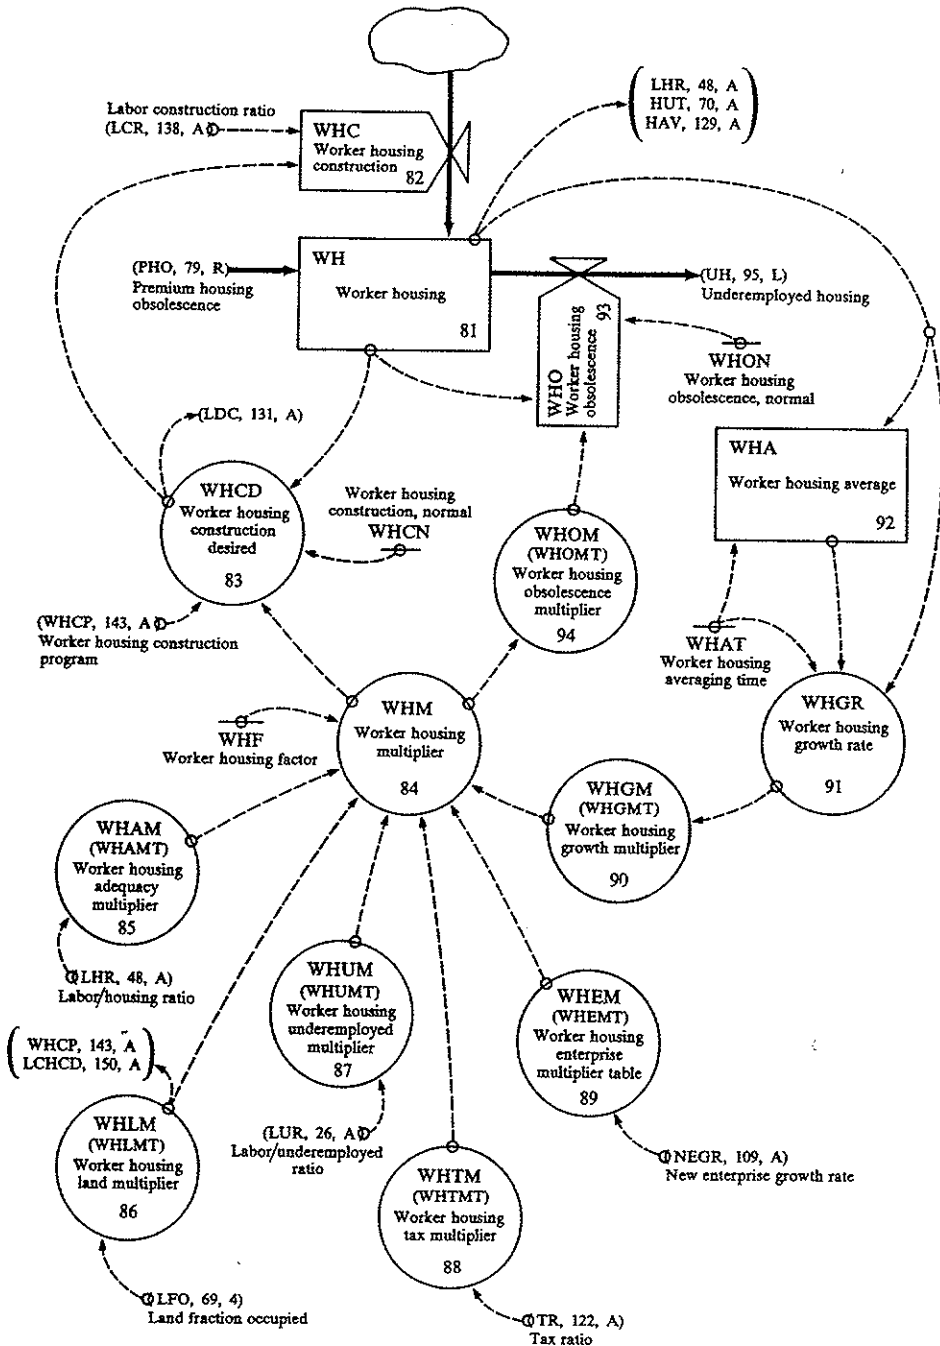 LHR, 48, A
HUT, 70, A
HAV, 129, A
Labor construction ratio
(LCR, 138, A)
WHC
Worker housing
construction
82
(PHO, 79, R)
Premium housing
obsolescence
WH
Worker housing
81
WHO
Worker housing
obsolescence
93
(UH, 95, L)
Underemployed housing
WHON
Worker housing
obsolescence, normal
(LDC, 131, A)
WHCD
Worker housing
construction
desired
83
Worker housing
construction, normal
WHCN
WHOM
(WHOMT)
Worker housing
obsolescence
multiplier
94
WHA
Worker housing average
92
(WHCP, 143, A)
Worker housing construction
program
WHAT
Worker housing
averaging time
WHF
Worker housing factor
WHM
Worker housing
multiplier
84
WHGR
Worker housing
growth rate
91
WHGM
(WHGMT)
Worker housing
growth multiplier
90
WHAM
(WHAMT)
Worker housing
adequacy
multiplier
85
(LHR, 48, A)
Labor/housing ratio
WHUM
(WHUMT)
Worker housing
underemployed
multiplier
87
WHEM
(WHEMT)
Worker housing
enterprise
multiplier table
89
WHCP, 143, A
LCHCD, 150, A
WHLM
(WHLMT)
Worker housing
land multiplier
86
(LUR, 26, A)
Labor/underemployed
ratio
WHTM
(WHTMT)
Worker housing
tax multiplier
88
(NEGR, 109, A)
New enterprise growth rate
(LFO, 69, 4)
Land fraction occupied
(TR, 122, A)
Tax ratio